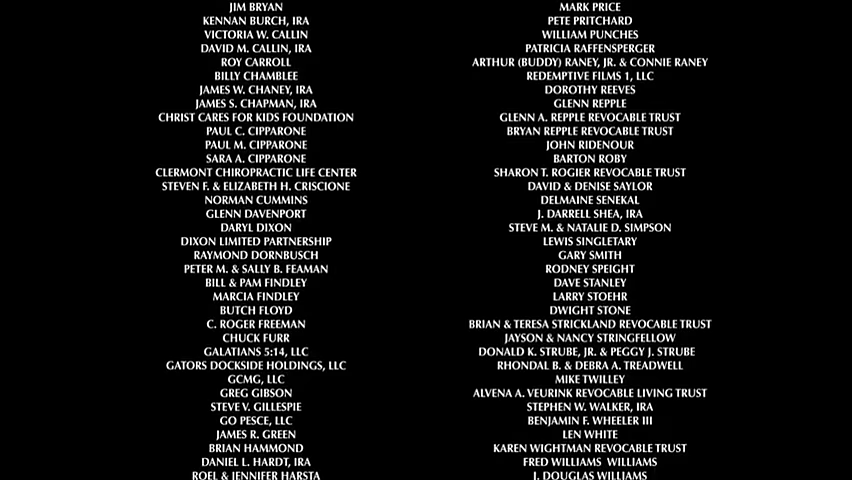 JIM BRYAN
KENNAN BURCH, IRA
VICTORIA W. CALLIN
DAVID M. CALLIN, IRA
ROY CARROLL
BILLY CHAMBLEE
JAMES W. CHANEY, IRA
JAMES S. CHAPMAN, IRA
CHRIST CARES FOR KIDS FOUNDATION
PAUL C. CIPPARONE
PAUL M. CIPPARONE
SARA A. CIPPARONE
CLERMONT CHIROPRACTIC LIFE CENTER
STEVEN F. & ELIZABETH H. CRISCIONE
NORMAN CUMMINS
GLENN DAVENPORT
DARYL DIXON
DIXON LIMITED PARTNERSHIP
RAYMOND DORNBUSCH
PETER M. & SALLY B. FEAMAN
BILL & PAM FINDLEY
MARCIA FINDLEY
BUTCH FLOYD
C. ROGER FREEMAN
CHUCK FURR
GALATIANS 5:14, LLC
GATORS DOCKSIDE HOLDINGS, LLC
GCMG, LLC
GREG GIBSON
STEVE V. GILLESPIE
GO PESCE, LLC
JAMES R. GREEN
BRIAN HAMMOND
DANIEL L. HARDT, IRA
ROEL & JENNIFER HARSTA
MARK PRICE
PETE PRITCHARD
WILLIAM PUNCHES
PATRICIA RAFFENSPERGER
ARTHUR (BUDDY) RANEY, JR. & CONNIE RANEY
REDEMPTIVE FILMS 1, LLC
DOROTHY REEVES
GLENN REPPLE
GLENN A. REPPLE REVOCABLE TRUST
BRYAN REPPLE REVOCABLE TRUST
JOHN RIDENOUR
BARTON ROBY
SHARON T. ROGIER REVOCABLE TRUST
DAVID & DENISE SAYLOR
DELMAINE SENEKAL
J. DARRELL SHEA, IRA
STEVE M. & NATALIE D. SIMPSON
LEWIS SINGLETARY
GARY SMITH
RODNEY SPEIGHT
DAVE STANLEY
LARRY STOEHR
DWIGHT STONE
BRIAN & TERESA STRICKLAND REVOCABLE TRUST
JAYSON & NANCY STRINGFELLOW
DONALD K. STRUBE, JR. & PEGGY J. STRUBE
RHONDAL B. & DEBRA A. TREADWELL
MIKE TWILLEY
ALVENA A. VEURINK REVOCABLE LIVING TRUST
STEPHEN W. WALKER, IRA
BENJAMIN F. WHEELER III
LEN WHITE
KAREN WIGHTMAN REVOCABLE TRUST
FRED WILLIAMS WILLIAMS
J. DOUGLAS WILLIAMS